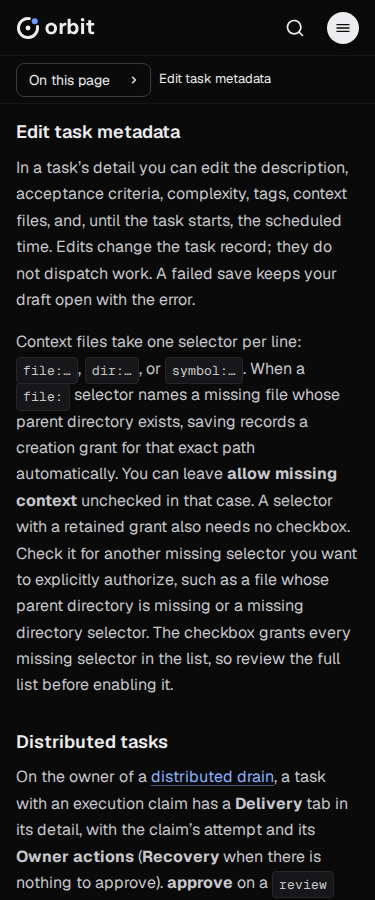 orbit
On this page
Edit task metadata
Edit task metadata
In a task’s detail you can edit the description,
acceptance criteria, complexity, tags, context
files, and, until the task starts, the scheduled
time. Edits change the task record; they do
not dispatch work. A failed save keeps your
draft open with the error.
Context files take one selector per line:
file:… , dir:… , or symbol:… . When a
file: selector names a missing file whose
parent directory exists, saving records a
creation grant for that exact path
automatically. You can leave allow missing
context unchecked in that case. A selector
with a retained grant also needs no checkbox.
Check it for another missing selector you want
to explicitly authorize, such as a file whose
parent directory is missing or a missing
directory selector. The checkbox grants every
missing selector in the list, so review the full
list before enabling it.
Distributed tasks
On the owner of a distributed drain, a task
with an execution claim has a Delivery tab in
its detail, with the claim’s attempt and its
Owner actions (Recovery when there is
nothing to approve). approve on a review